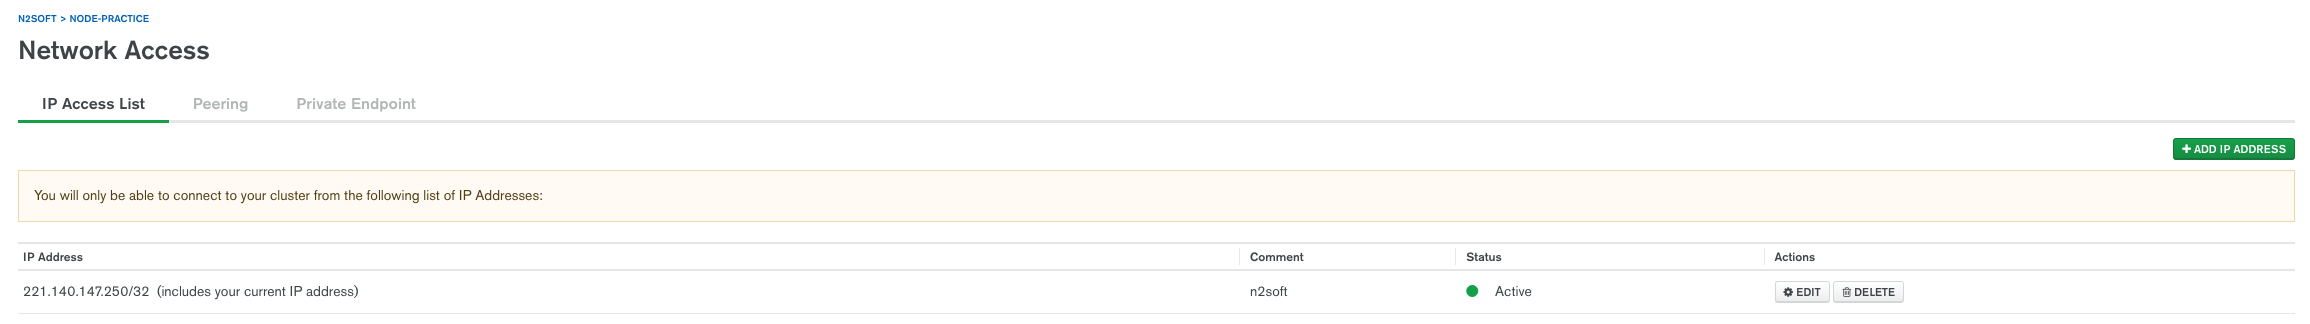 N2SOFT > NODE-PRACTICE
Network Access
IP Access List Peering Private Endpoint
+ ADD IP ADDRESS
You will only be able to connect to your cluster from the following list of IP Addresses:
IP Address Comment Status Actions
221.140.147.250/32 (includes your current IP address) n2soft Active EDIT DELETE